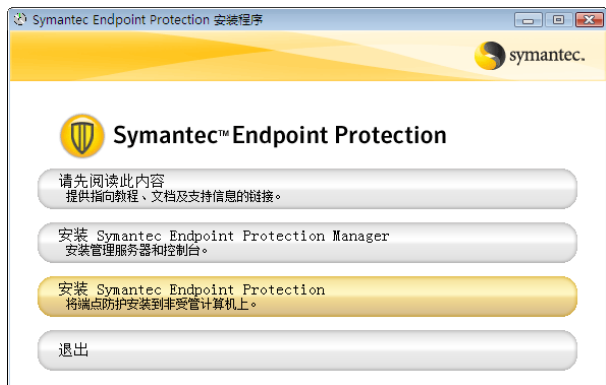 Symantec Endpoint Protection 安装程序
symantec.
Symantec™ Endpoint Protection
请先阅读此内容
提供指向教程、文档及支持信息的链接。
安装 Symantec Endpoint Protection Manager
安装管理服务器和控制台。
安装 Symantec Endpoint Protection
将端点防护安装到非受管计算机上。
退出